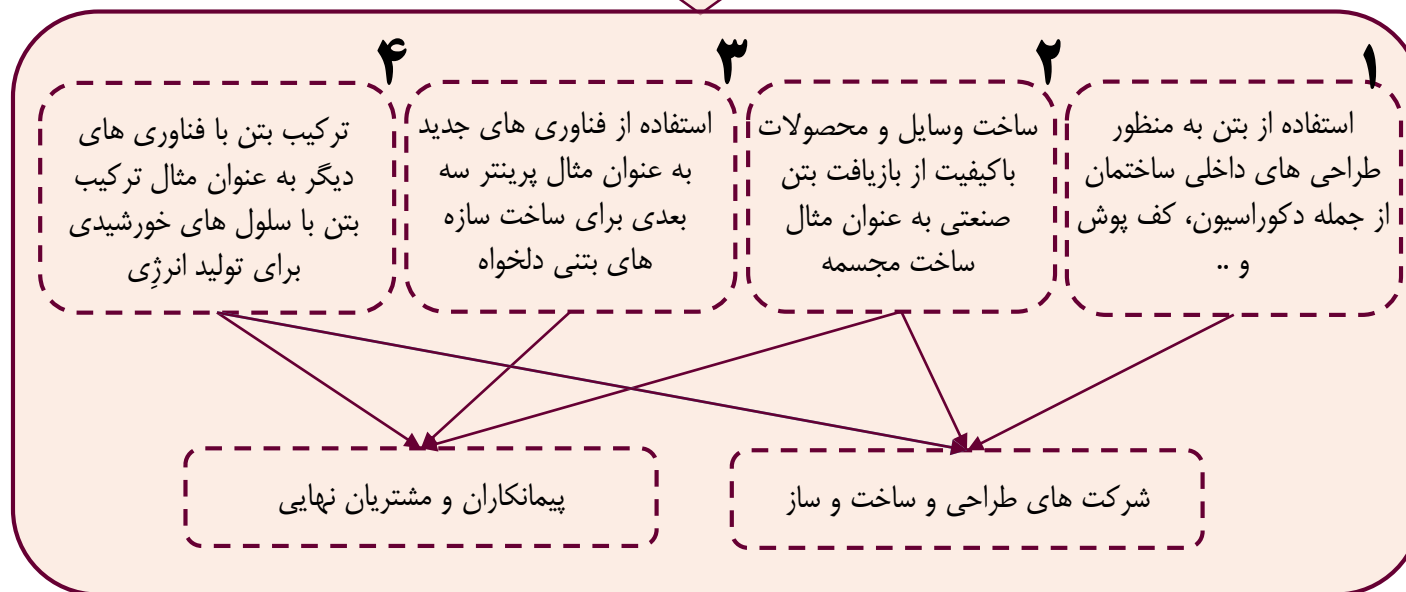 ۱
استفاده از بتن به منظور
طراحی های داخلی ساختمان
از جمله دکوراسیون، کف پوش
و ..
۲
ساخت وسایل و محصولات
باکیفیت از بازیافت بتن
صنعتی به عنوان مثال
ساخت مجسمه
۳
استفاده از فناوری های جدید
به عنوان مثال پرینتر سه
بعدی برای ساخت سازه
های بتنی دلخواه
۴
ترکیب بتن با فناوری های
دیگر به عنوان مثال ترکیب
بتن با سلول های خورشیدی
برای تولید انرژِی
شرکت های طراحی و ساخت و ساز
پیمانکاران و مشتریان نهایی